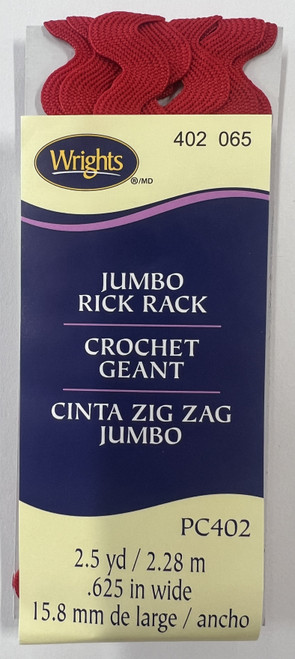 402 065
Wrights
®/MD
JUMBO
RICK RACK
CROCHET
GEANT
CINTA ZIG ZAG
JUMBO
PC402
2.5 yd / 2.28 m
.625 in wide
15.8 mm de large / ancho